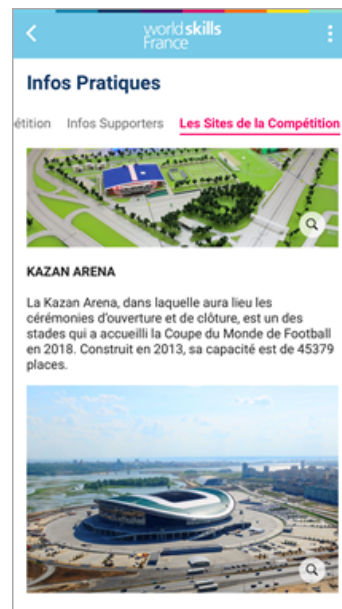 worldskills
France
Infos Pratiques
étition Infos Supporters Les Sites de la Compétition
KAZAN ARENA
La Kazan Arena, dans laquelle aura lieu les
cérémonies d'ouverture et de clôture, est un des
stades qui a accueilli la Coupe du Monde de Football
en 2018. Construit en 2013, sa capacité est de 45379
places.